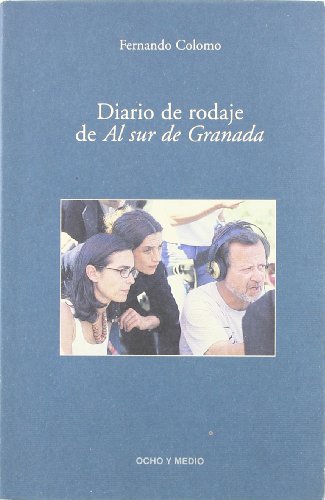 Fernando Colomo
Diario de rodaje
de Al sur de Granada
OCHO Y MEDIO